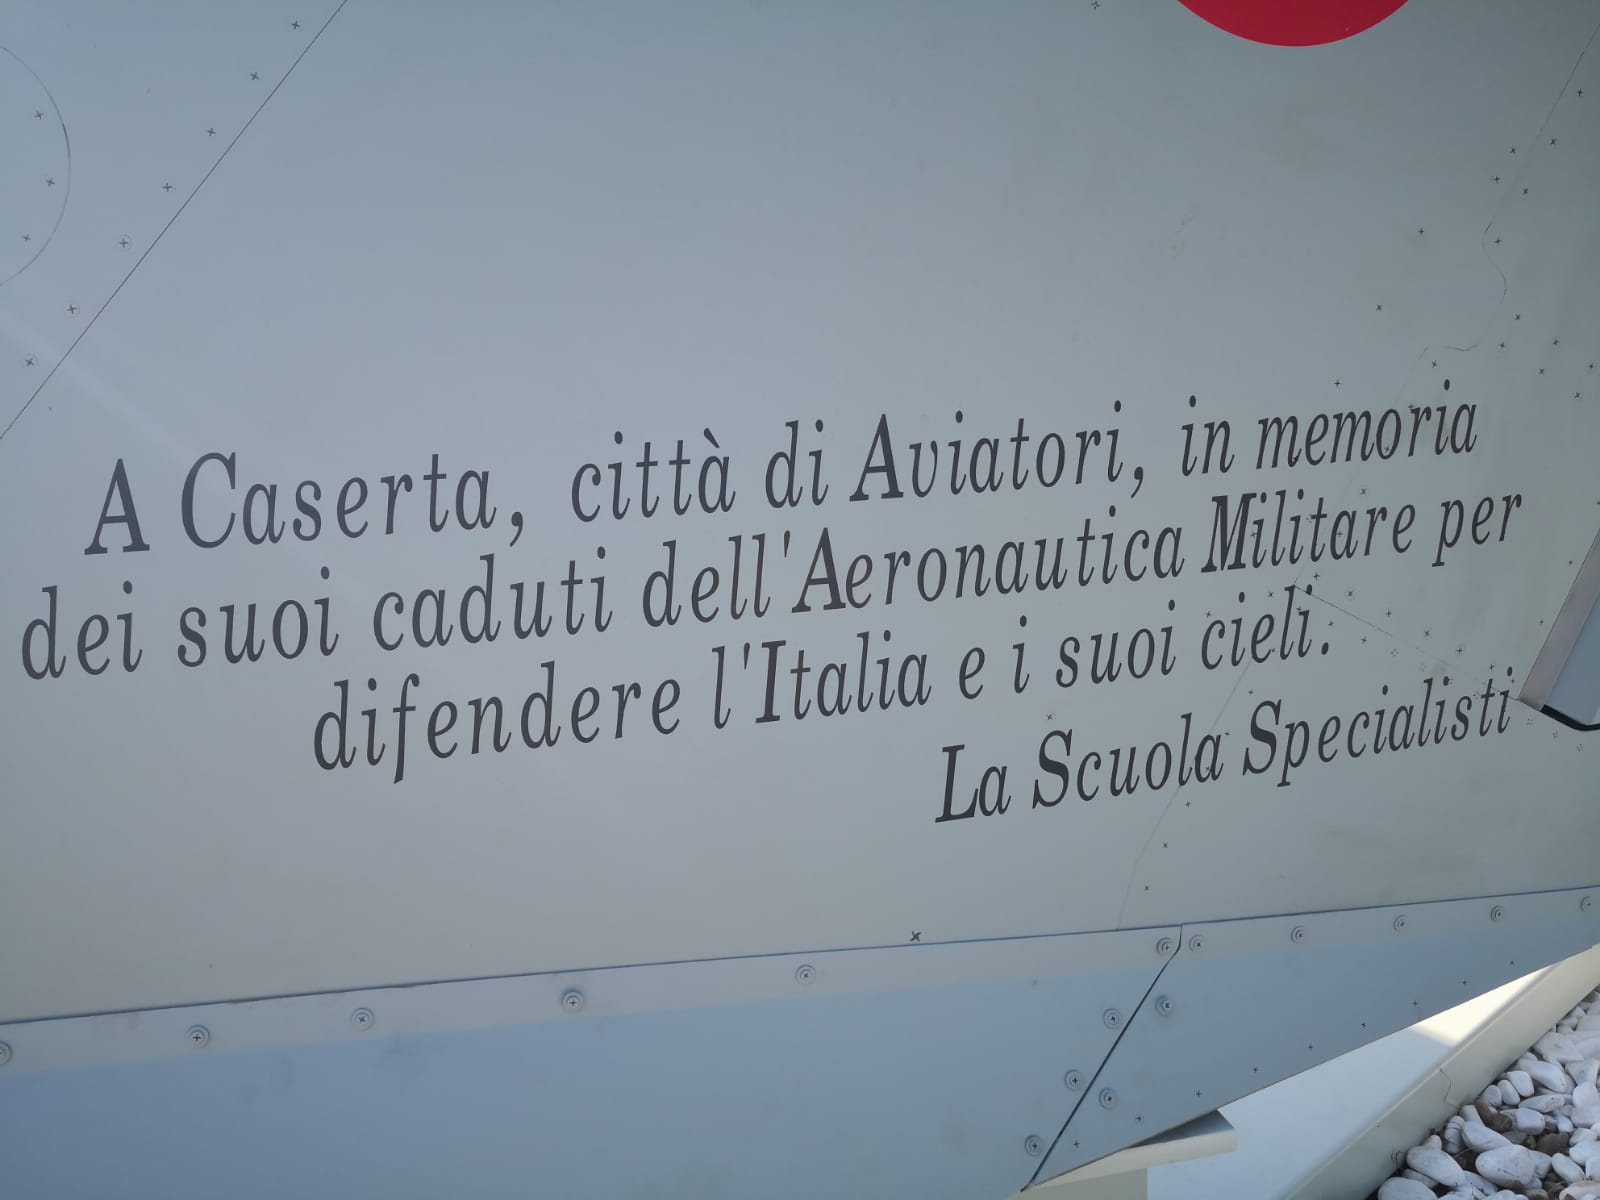 A Caserta, città di Aviatori, in memoria
dei suoi caduti dell'Aeronautica Militare per
difendere l'Italia e i suoi cieli.
La Scuola Specialisti